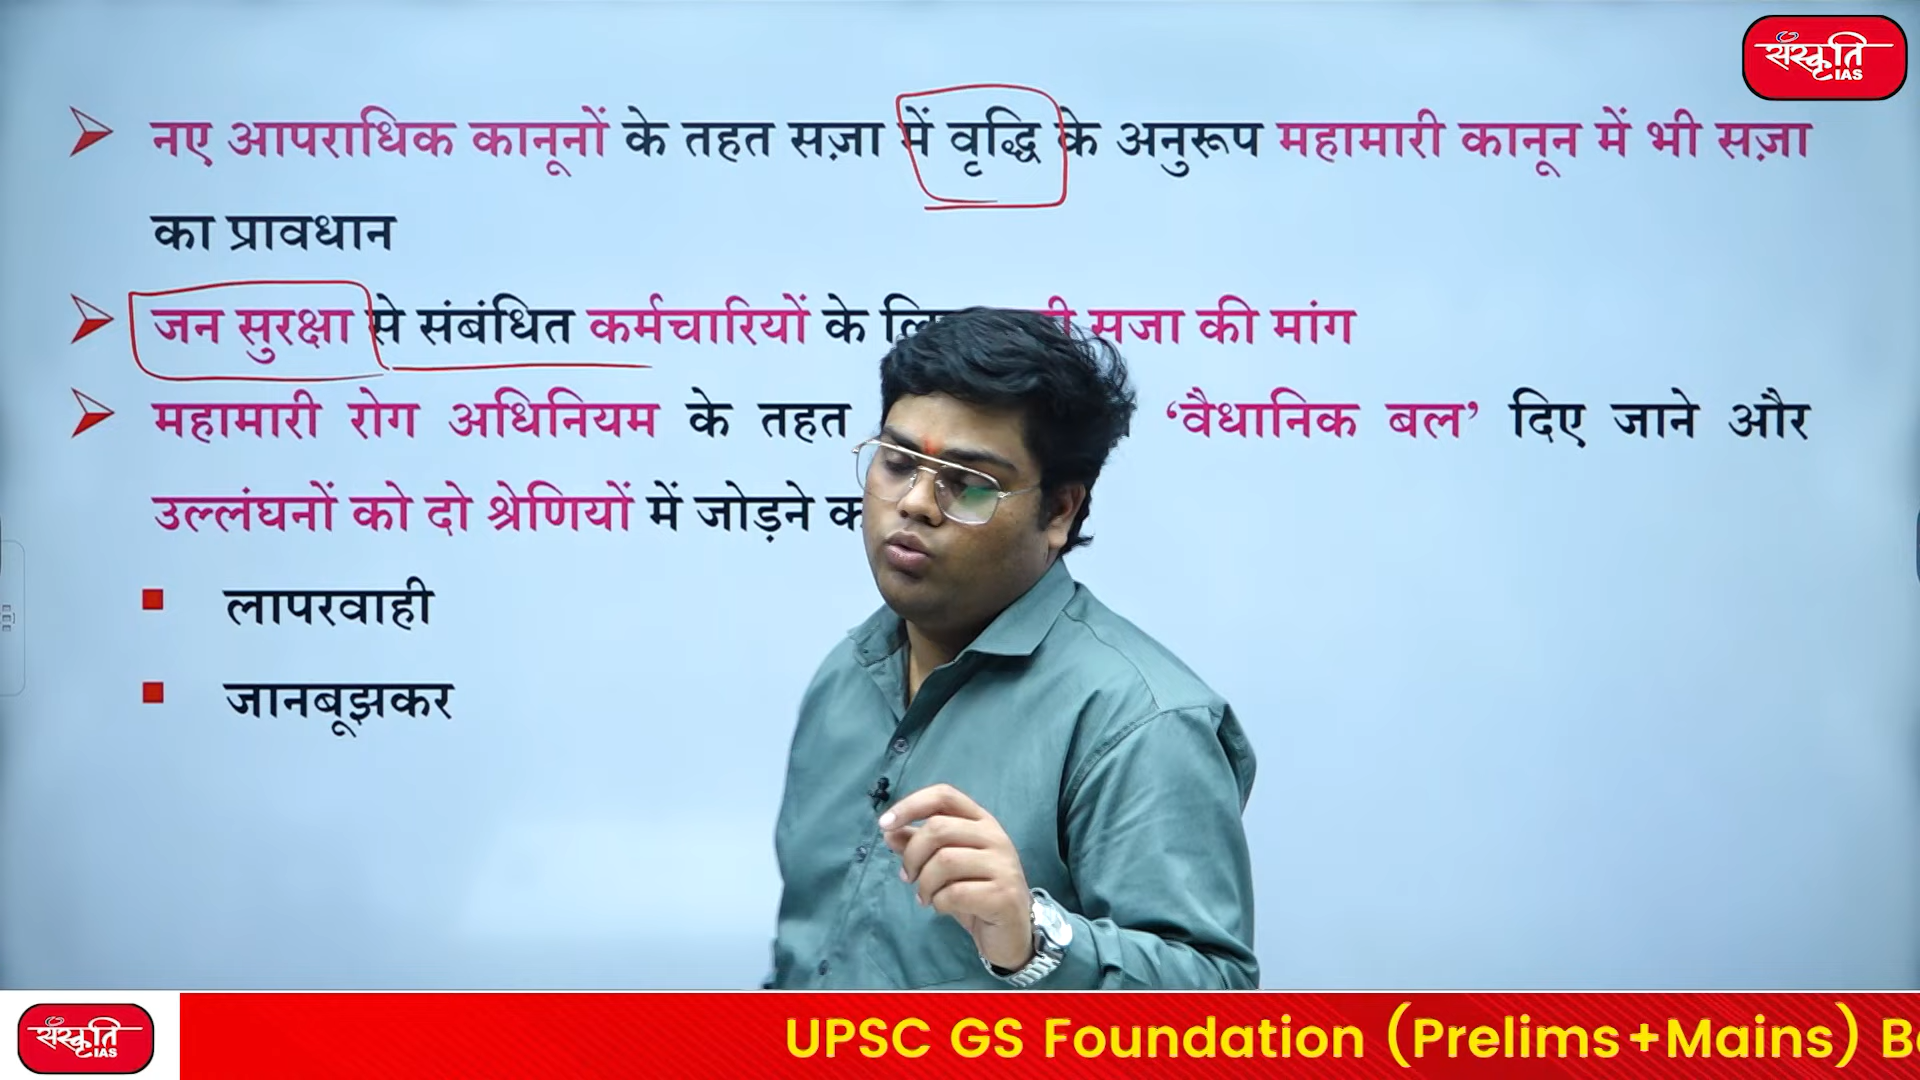 संस्कृति
IAS
नए आपराधिक कानूनों के तहत सज़ा में वृद्धि के अनुरूप महामारी कानून में भी सज़ा
का प्रावधान
जन सुरक्षा से संबंधित कर्मचारियों के सजा की मांग
महामारी रोग अधिनियम के तहत ‘वैधानिक बल’ दिए जाने और
उल्लंघनों को दो श्रेणियों में जोड़ने
लापरवाही
जानबूझकर
संस्कृति
IAS
UPSC GS Foundation (Prelims+Mains)